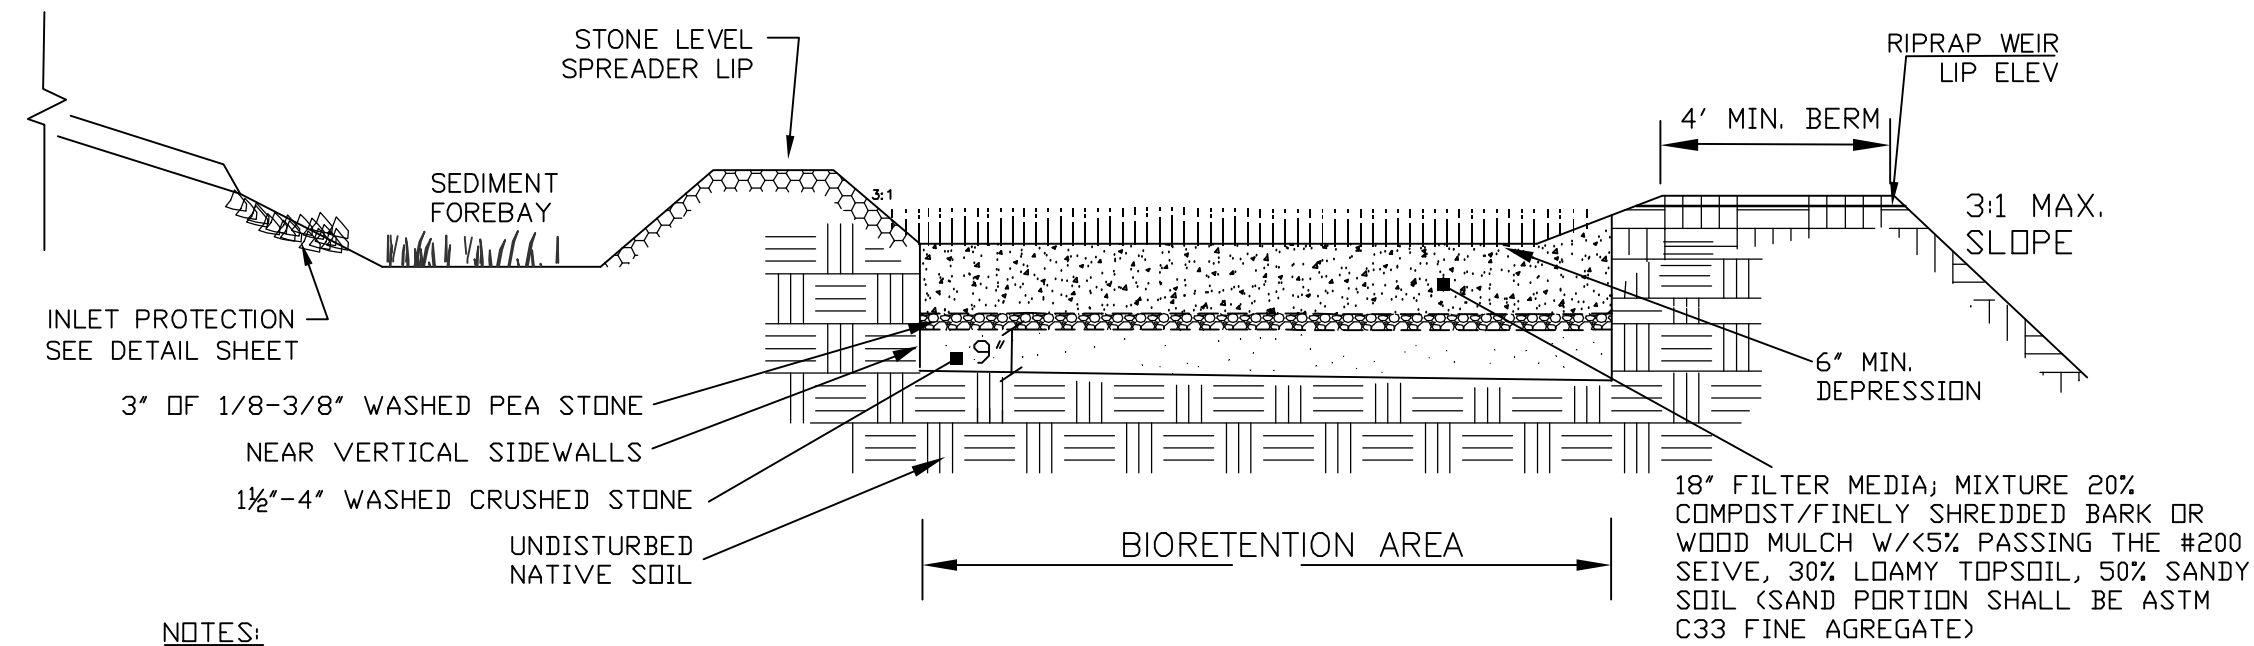 STONE LEVEL
SPREADER LIP
RIPRAP WEIR
LIP ELEV
4' MIN. BERM
SEDIMENT
FOREBAY
3:1
3:1 MAX.
SLOPE
INLET PROTECTION
SEE DETAIL SHEET
9"
6" MIN.
DEPRESSION
3" OF 1/8-3/8" WASHED PEA STONE
NEAR VERTICAL SIDEWALLS
1½"-4" WASHED CRUSHED STONE
UNDISTURBED
NATIVE SOIL
BIORETENTION AREA
18" FILTER MEDIA; MIXTURE 20%
COMPOST/FINELY SHREDDED BARK OR
WOOD MULCH W/<5% PASSING THE #200
SEIVE, 30% LOAMY TOPSOIL, 50% SANDY
SOIL (SAND PORTION SHALL BE ASTM
C33 FINE AGREGATE)
NOTES: